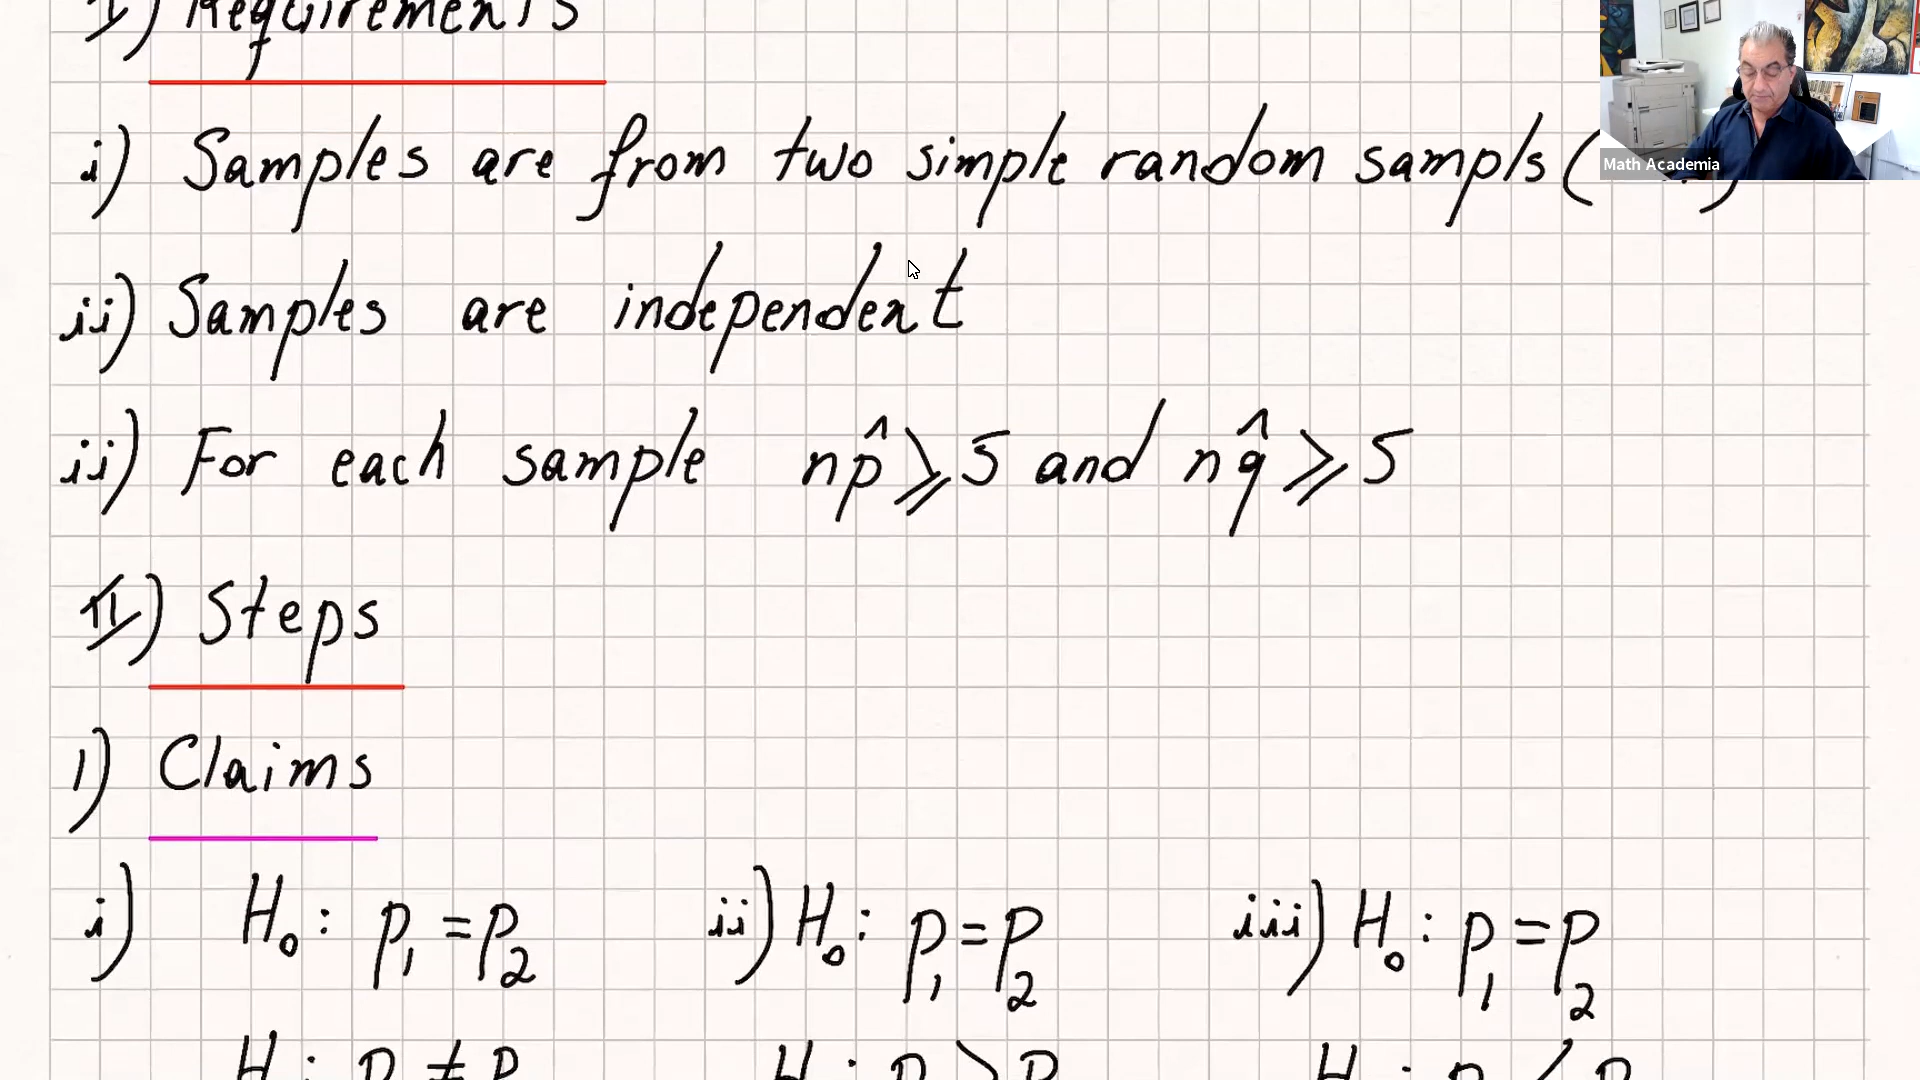 I) Requirements
i) Samples are from two simple random sampls (
Math Academia
ii) Samples are independent
ii) For each sample np̂ ⩾ 5 and nq̂ ⩾ 5
II) Steps
1) Claims
i) H₀: p₁ = p₂ ii) H₀: p₁ = p₂ iii) H₀: p₁ = p₂
H : p ≠ p H : p > p H : p < p